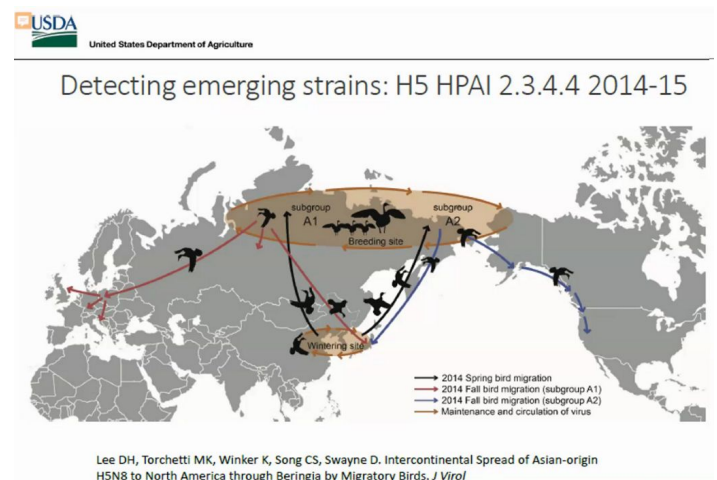 USDA
United States Department of Agriculture
Detecting emerging strains: H5 HPAI 2.3.4.4 2014-15
subgroup
A1
subgroup
A2
Breeding site
Wintering site
2014 Spring bird migration
2014 Fall bird migration (subgroup A1)
2014 Fall bird migration (subgroup A2)
Maintenance and circulation of virus
Lee DH, Torchetti MK, Winker K, Song CS, Swayne D. Intercontinental Spread of Asian-origin
H5N8 to North America through Beringia by Migratory Birds. J Virol